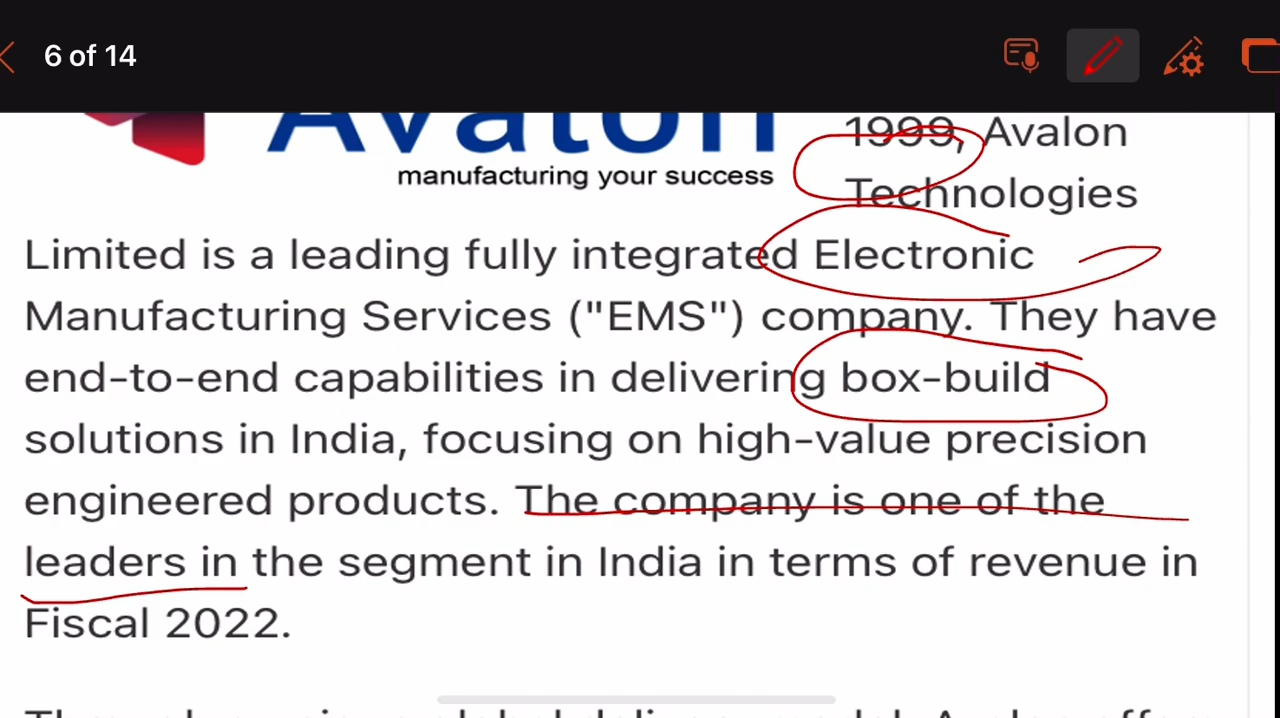 6 of 14
Avalon
manufacturing your success
1999, Avalon
Technologies
Limited is a leading fully integrated Electronic
Manufacturing Services ("EMS") company. They have
end-to-end capabilities in delivering box-build
solutions in India, focusing on high-value precision
engineered products. The company is one of the
leaders in the segment in India in terms of revenue in
Fiscal 2022.